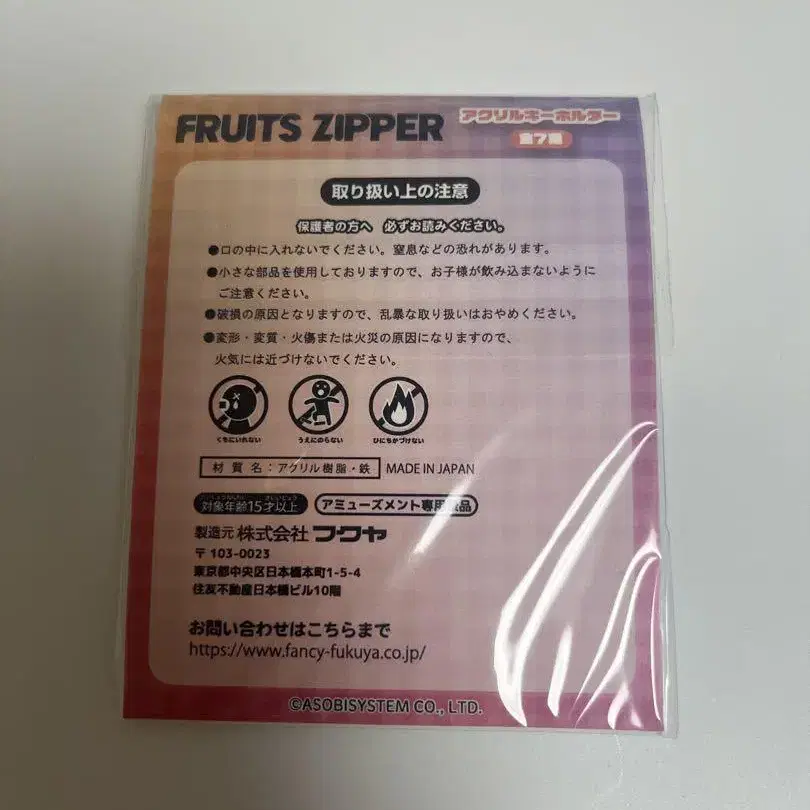 FRUITS ZIPPER
アクリルキーホルダー
全7種
取り扱い上の注意
保護者の方へ 必ずお読みください。
●口の中に入れないでください。窒息などの恐れがあります。
●小さな部品を使用しておりますので、お子様が飲み込まないように
ご注意ください。
●破損の原因となりますので、乱暴な取り扱いはおやめください。
●変形・変質・火傷または火災の原因になりますので、
火気には近づけないでください。
くちにいれない
うえにのらない
ひにちかづけない
材質名:アクリル樹脂・鉄 MADE IN JAPAN
対象年齢15才以上 アミューズメント専用景品
製造元 株式会社フクヤ
〒103-0023
東京都中央区日本橋本町1-5-4
住友不動産日本橋ビル10階
お問い合わせはこちらまで
https://www.fancy-fukuya.co.jp/
©ASOBISYSTEM CO., LTD.